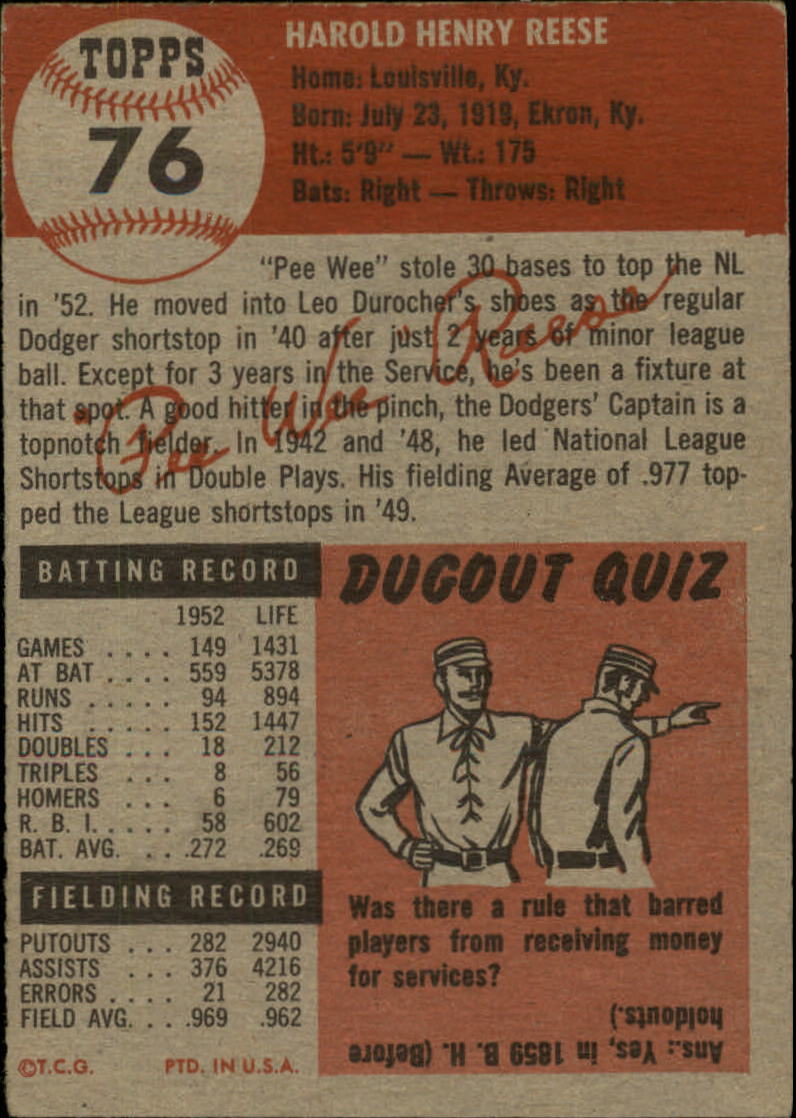 TOPPS
76
HAROLD HENRY REESE
Home: Louisville, Ky.
Born: July 23, 1919, Ekron, Ky.
Ht.: 5'9" — Wt.: 175
Bats: Right — Throws: Right
"Pee Wee" stole 30 bases to top the NL
in '52. He moved into Leo Durocher's shoes as the regular
Dodger shortstop in '40 after just 2 years of minor league
ball. Except for 3 years in the Service, he's been a fixture at
that spot. A good hitter in the pinch, the Dodgers' Captain is a
topnotch fielder. In 1942 and '48, he led National League
Shortstops in Double Plays. His fielding Average of .977 top-
ped the League shortstops in '49.
Pee Wee Reese
BATTING RECORD
1952 LIFE
GAMES .... 149 1431
AT BAT .... 559 5378
RUNS ..... 94 894
HITS ..... 152 1447
DOUBLES ... 18 212
TRIPLES ... 8 56
HOMERS ... 6 79
R. B. I. .... 58 602
BAT. AVG. ... .272 .269
FIELDING RECORD
PUTOUTS ... 282 2940
ASSISTS ... 376 4216
ERRORS .... 21 282
FIELD AVG. .. .969 .962
©T.C.G. PTD. IN U.S.A.
DUGOUT QUIZ
Was there a rule that barred
players from receiving money
for services?
Ans.: Yes, in 1859 B. H. (Before
holdouts.)